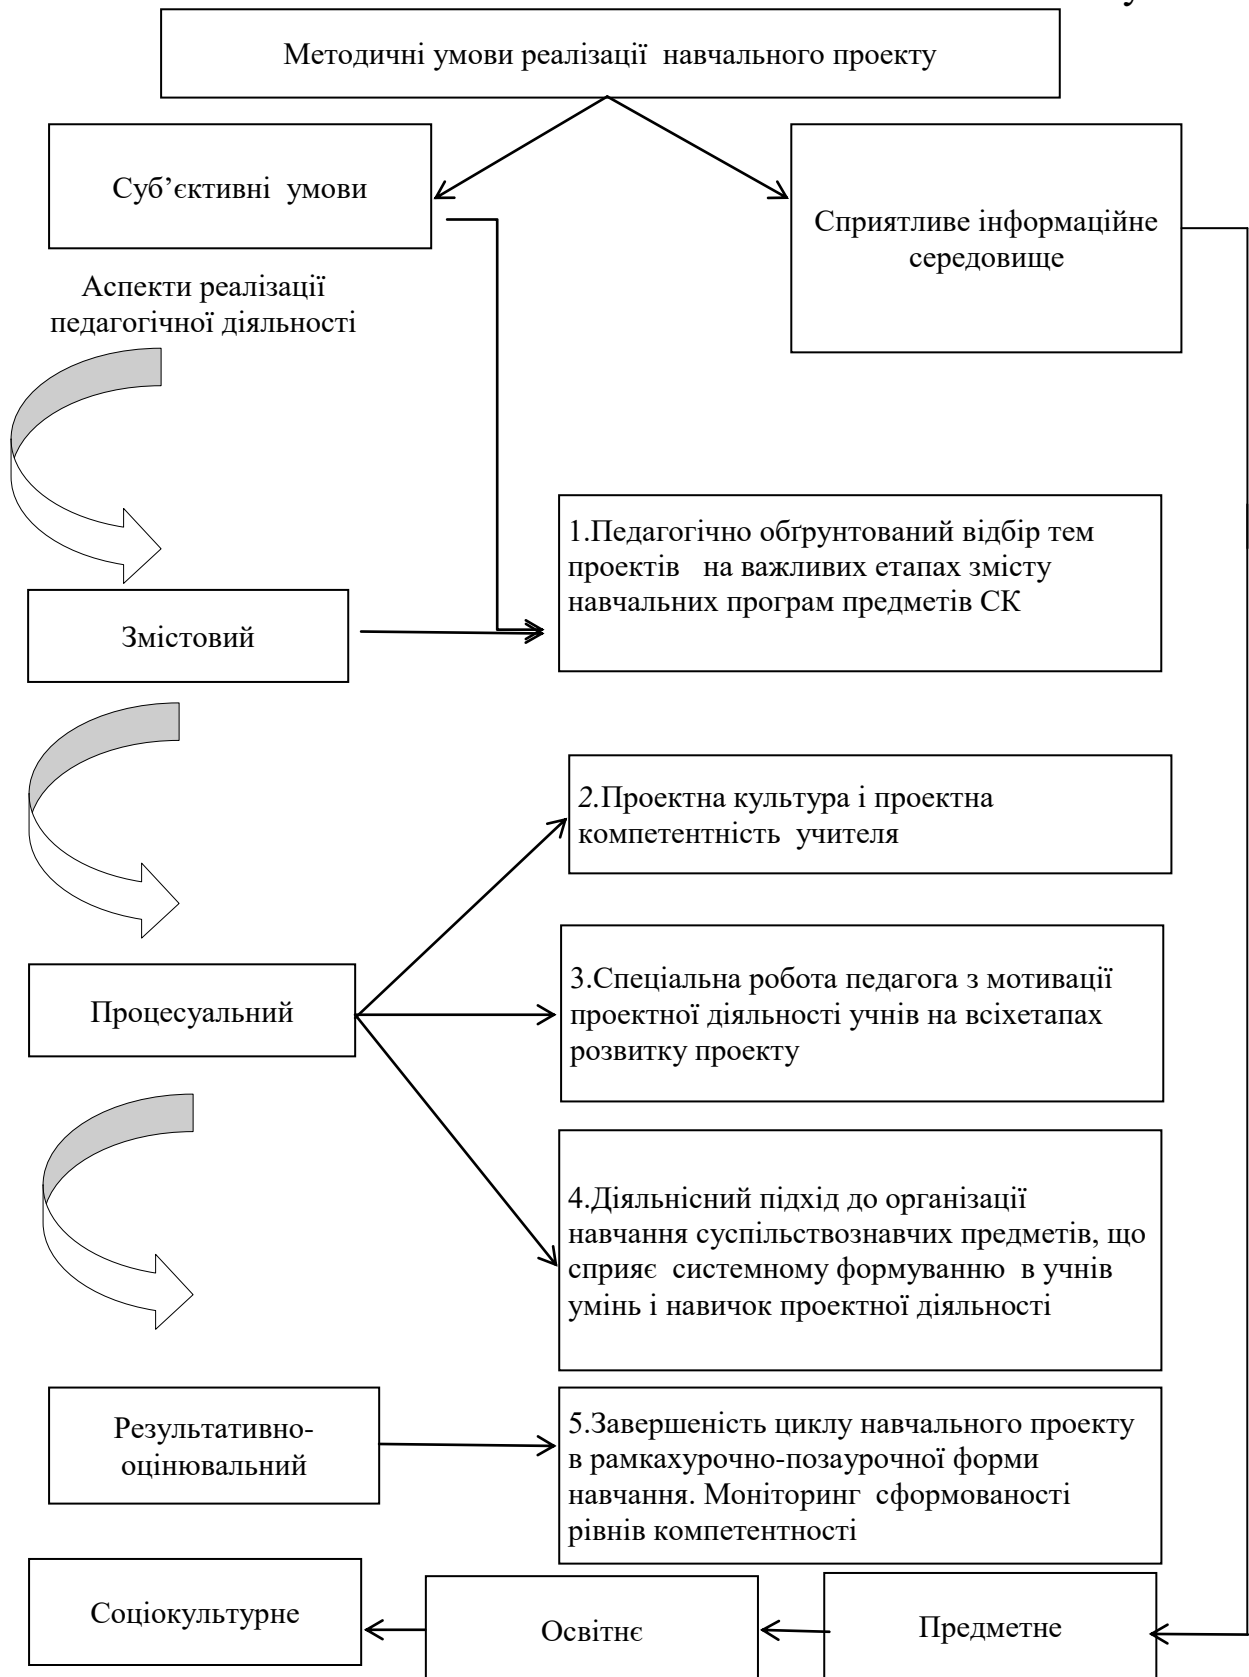 Методичні умови реалізації навчального проекту
Суб’єктивні умови
Сприятливе інформаційне
середовище
Аспекти реалізації
педагогічної діяльності
1.Педагогічно обґрунтований відбір тем
проектів на важливих етапах змісту
навчальних програм предметів СК
Змістовий
2.Проектна культура і проектна
компетентність учителя
Процесуальний
3.Спеціальна робота педагога з мотивації
проектної діяльності учнів на всіхетапах
розвитку проекту
4.Діяльнісний підхід до організації
навчання суспільствознавчих предметів, що
сприяє системному формуванню в учнів
умінь і навичок проектної діяльності
Результативно-
оцінювальний
5.Завершеність циклу навчального проекту
в рамкахурочно-позаурочної форми
навчання. Моніторинг сформованості
рівнів компетентності
Соціокультурне
Освітнє
Предметне